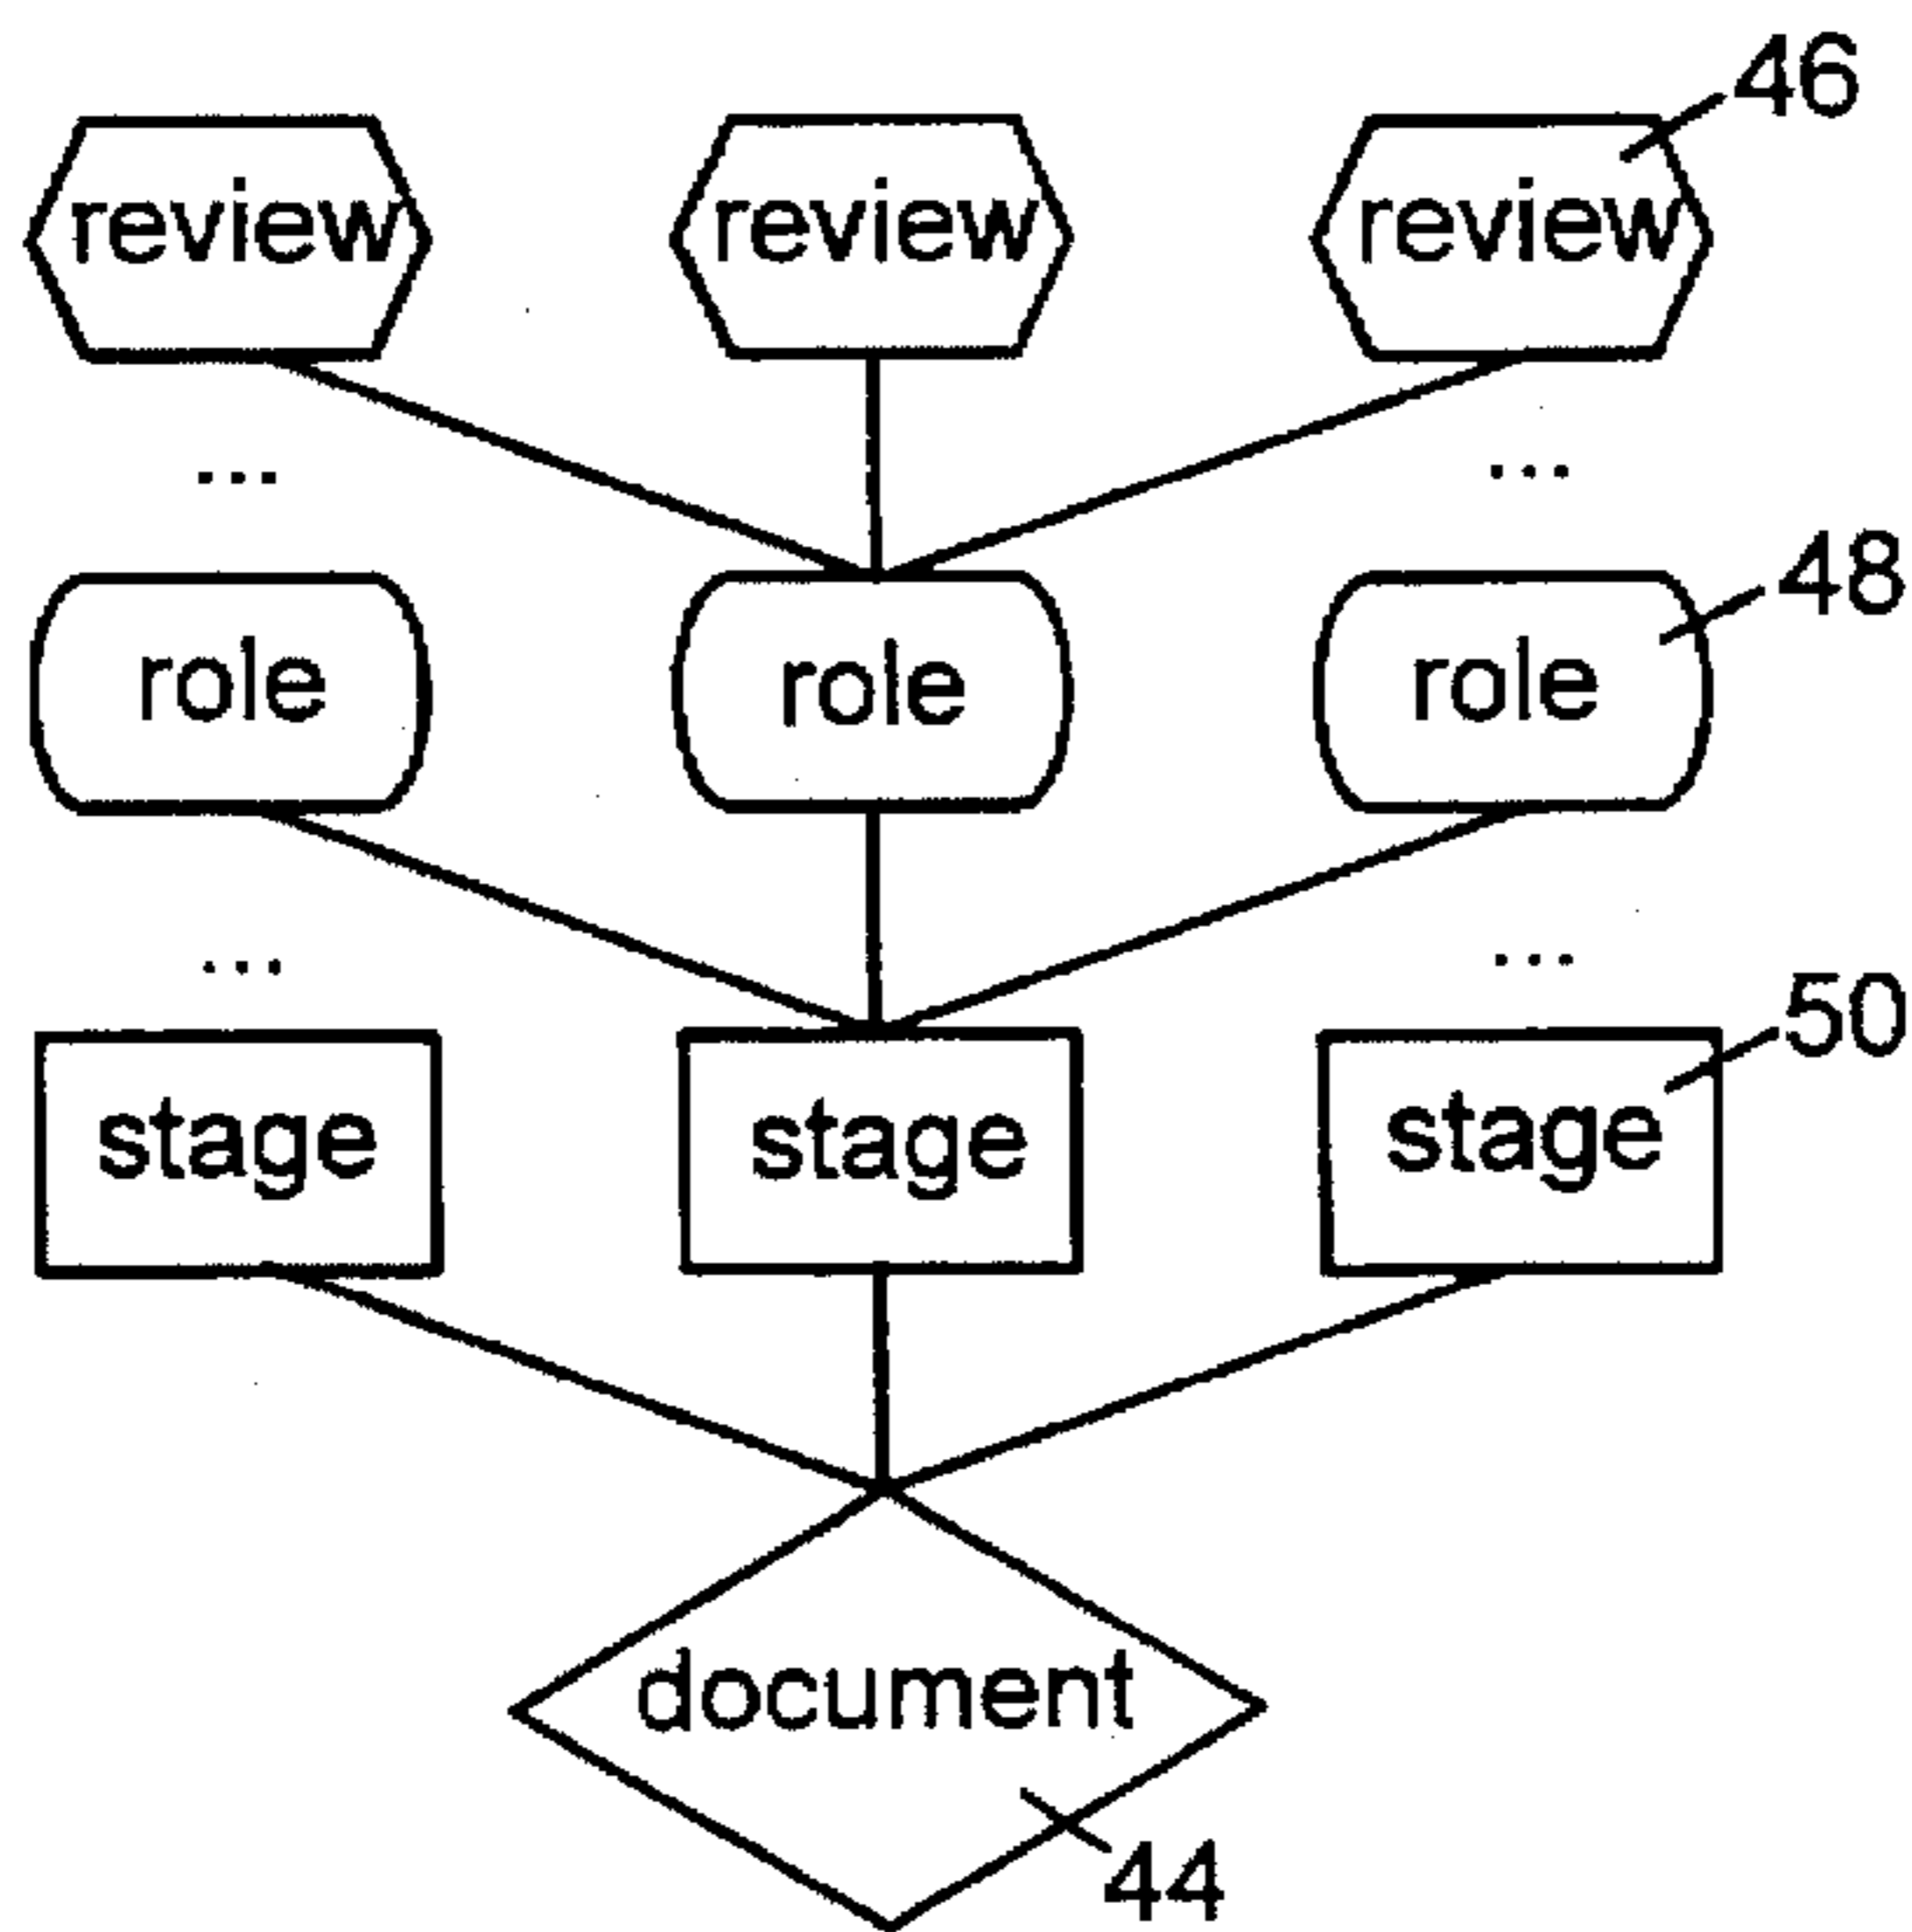 46
review review review
... ...
48
role role role
... ...
50
stage stage stage
document
44